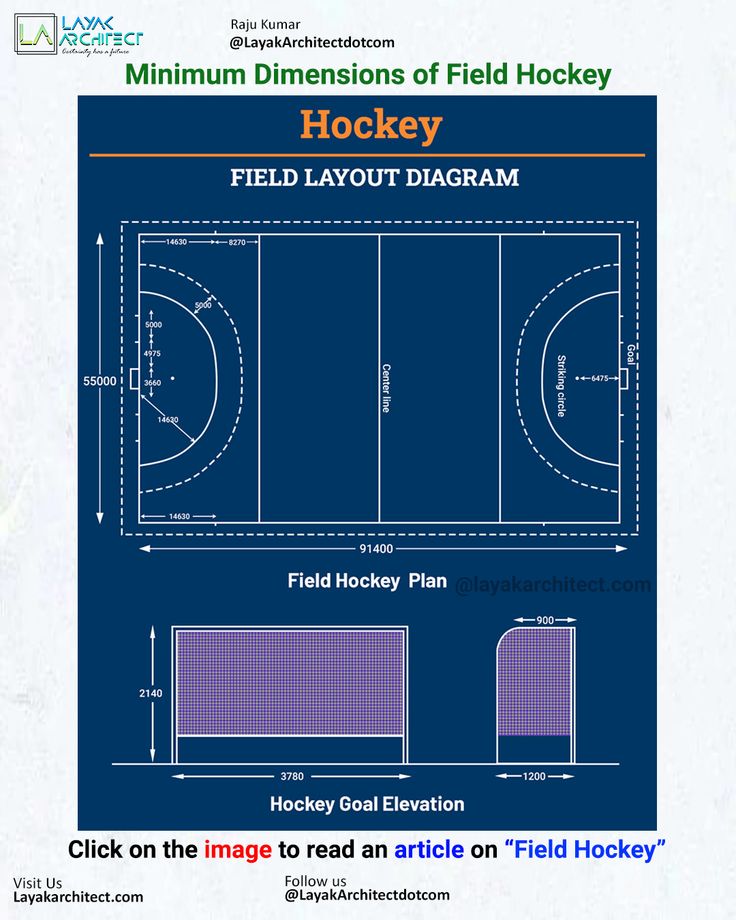 LAYAK
ARCHITECT
Certainity has a future
LA
Raju Kumar
@LayakArchitectdotcom
Minimum Dimensions of Field Hockey
Hockey
FIELD LAYOUT DIAGRAM
14630
8270
5000
5000
4975
3660
14630
55000
Center line
Striking circle
6475
Goal
14630
91400
Field Hockey Plan
@layakarchitect.com
900
2140
3780
1200
Hockey Goal Elevation
Click on the image to read an article on “Field Hockey”
Visit Us
Layakarchitect.com
Follow us
@LayakArchitectdotcom